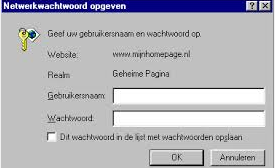 Netwerkwachtwoord opgeven
Geef uw gebruikersnaam en wachtwoord op.
Website: www.mijnhomepage.nl
Realm Geheime Pagina
Gebruikersnaam:
Wachtwoord:
Dit wachtwoord in de lijst met wachtwoorden opslaan
OK Annuleren